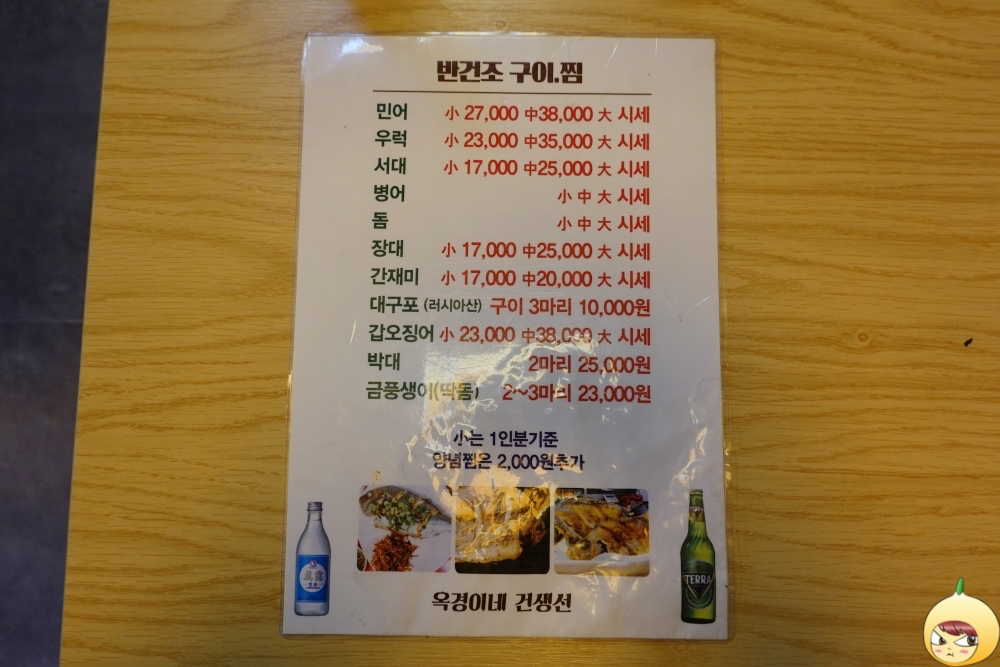 반건조 구이.찜
민어 小 27,000 中38,000 大 시세
우럭 小 23,000 中35,000 大 시세
서대 小 17,000 中25,000 大 시세
병어 小 中 大 시세
돔 小 中 大 시세
장대 小 17,000 中25,000 大 시세
간재미 小 17,000 中20,000 大 시세
대구포 (러시아산) 구이 3마리 10,000원
갑오징어 小 23,000 中38,000 大 시세
박대 2마리 25,000원
금풍생이(딱돔) 2~3마리 23,000원
小는 1인분기준
양념찜은 2,000원추가
眞露
TERRA
옥경이네 건생선